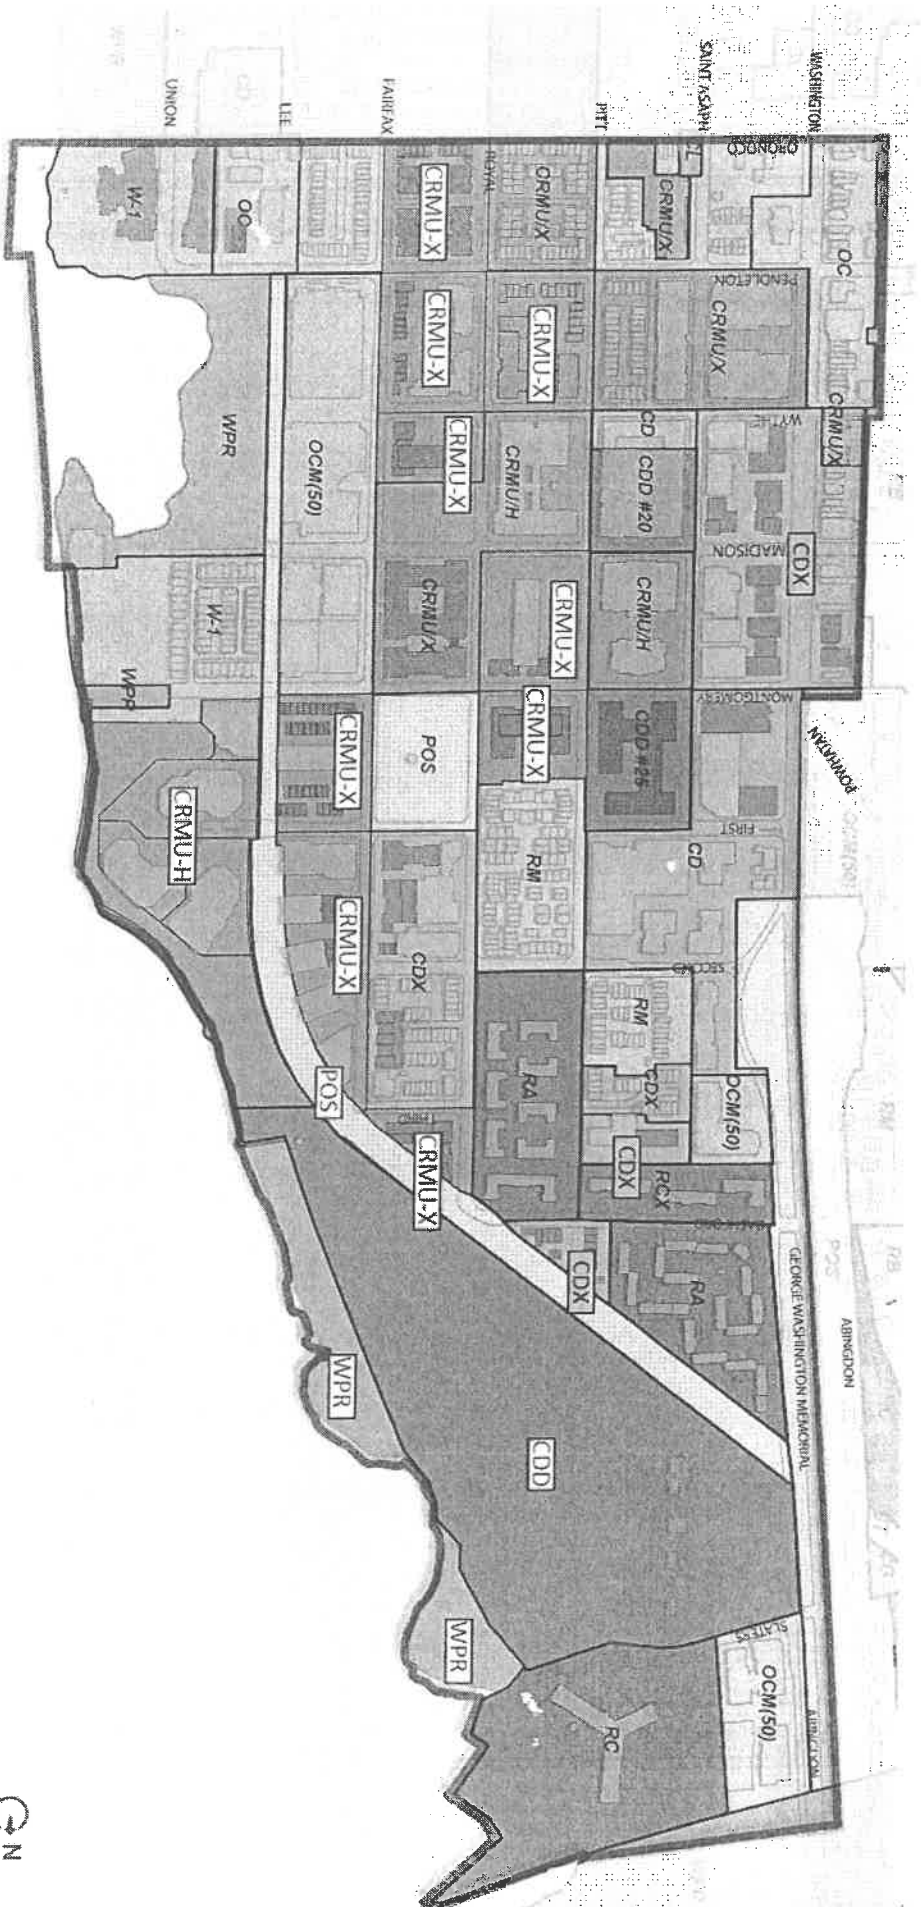 WASHINGTON
SAINT ASAPH
PITT
FAIRFAX
LEE
UNION
ORONOCO
OC
CRMU/X
ROYAL
CRMU/X
CRMU-X
OC
W-1
PENDLETON
CRMU/X
CRMU-X
CRMU-X
WPR
OCM(50)
CRMU/X
WYTHE
CD
CDD #20
CRMU/H
CRMU-X
MADISON
CDX
CRMU/H
CRMU-X
CRMU/X
W-1
WPR
MONTGOMERY
POWHATAN
CDD #25
CRMU-X
POS
CRMU-X
CRMU-H
FIRST
CD
RM
CRMU-X
CDX
SECOND
RM
CDX
OCM(50)
RA
POS
THIRD
CRMU-X
CDX
RCX
RA
CDX
GEORGE WASHINGTON MEMORIAL
ABINGDON
WPR
CDD
WPR
SLATERS
OCM(50)
ABINGDON
RC
N